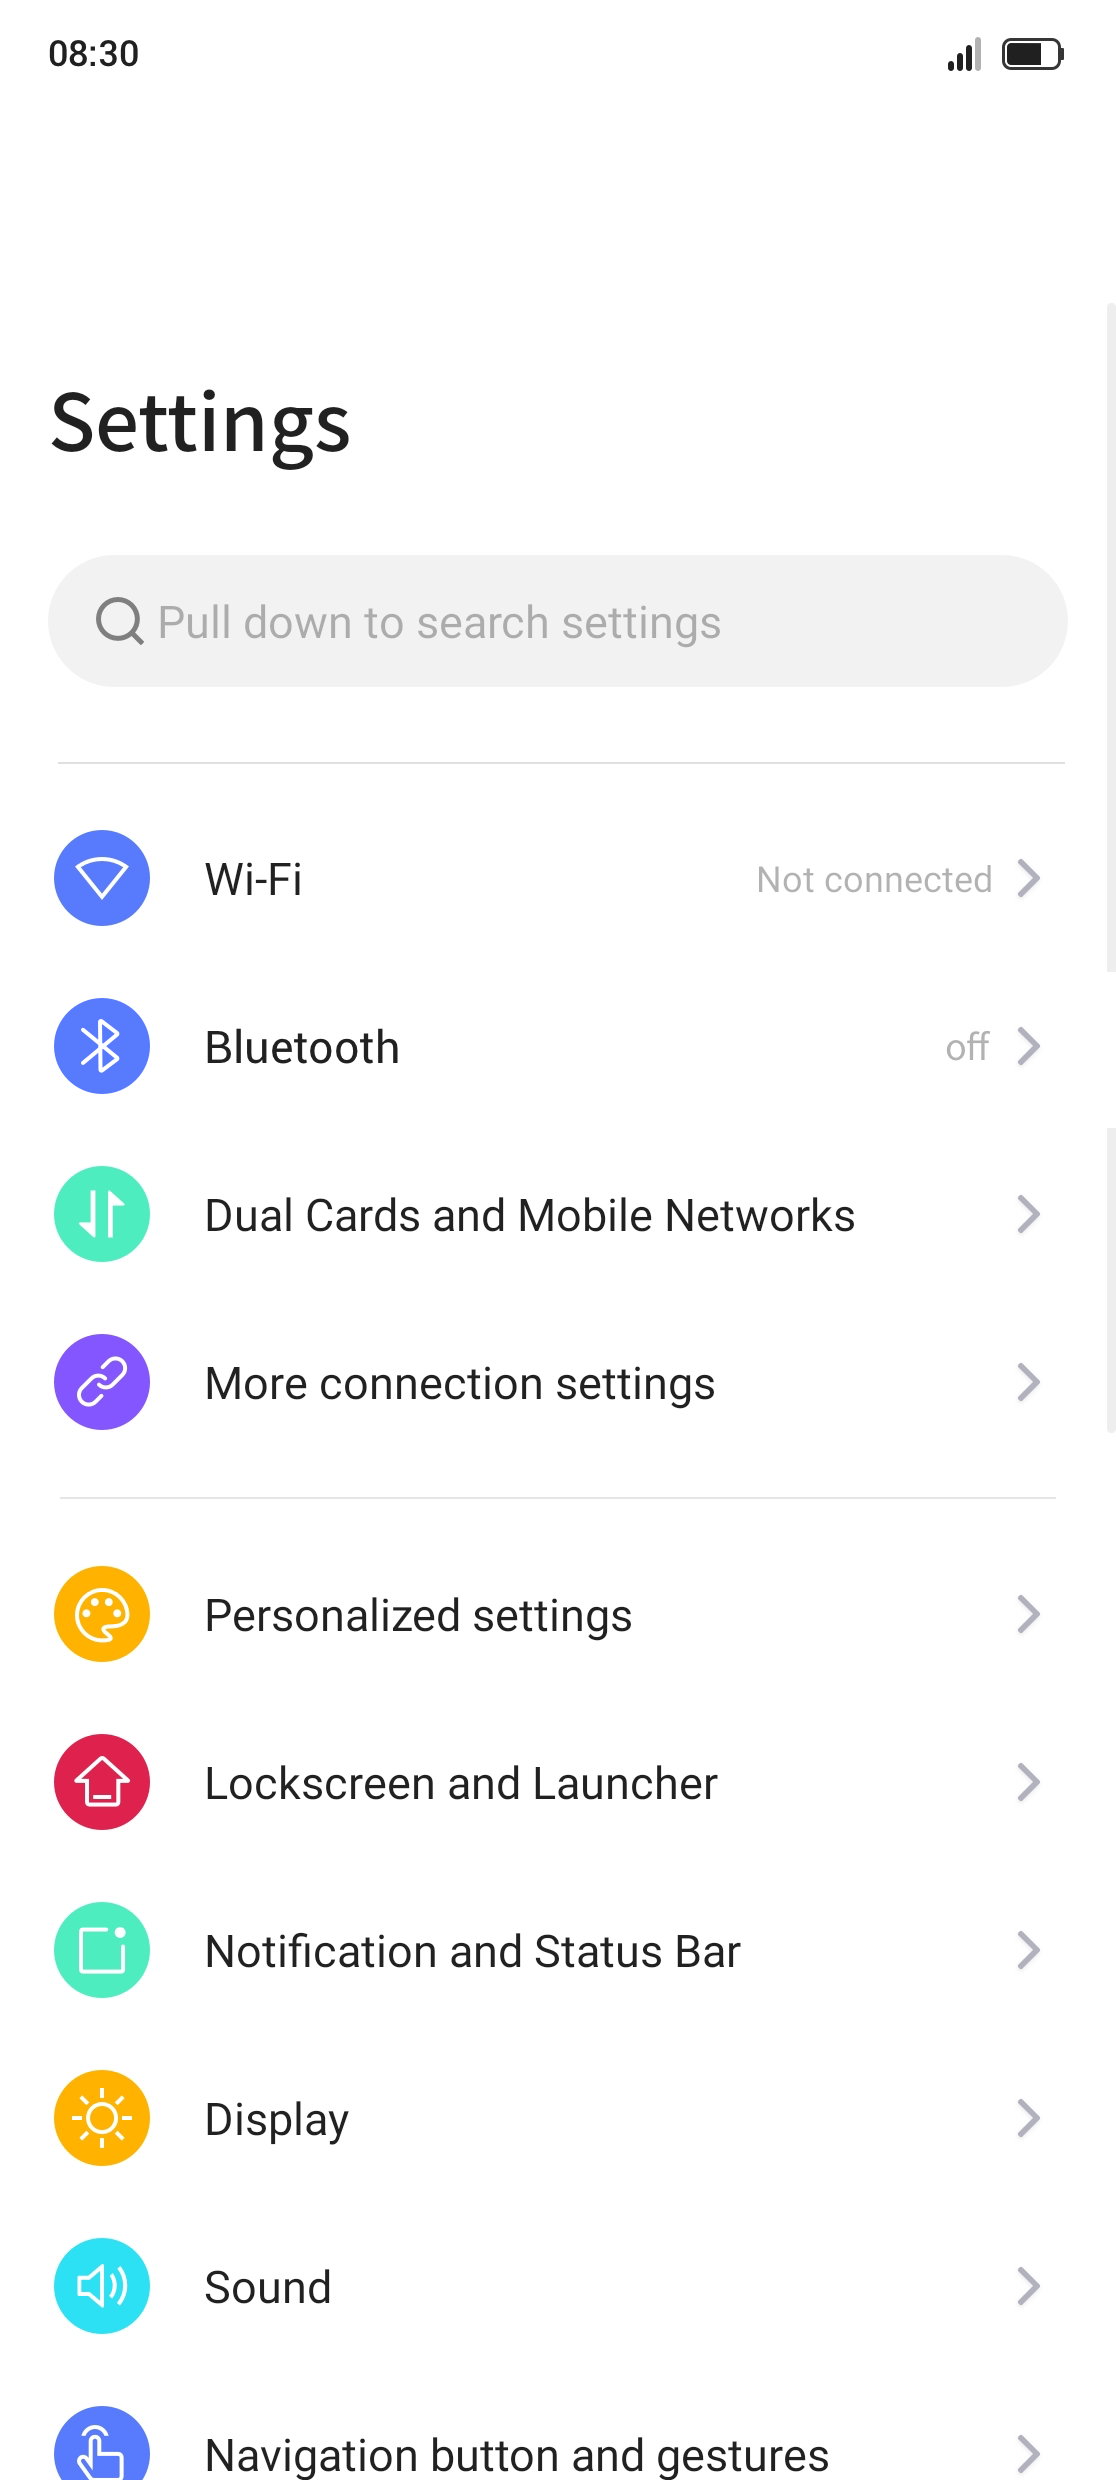 08:30
Settings
Pull down to search settings
Wi-Fi Not connected
Bluetooth off
Dual Cards and Mobile Networks
More connection settings
Personalized settings
Lockscreen and Launcher
Notification and Status Bar
Display
Sound
Navigation button and gestures